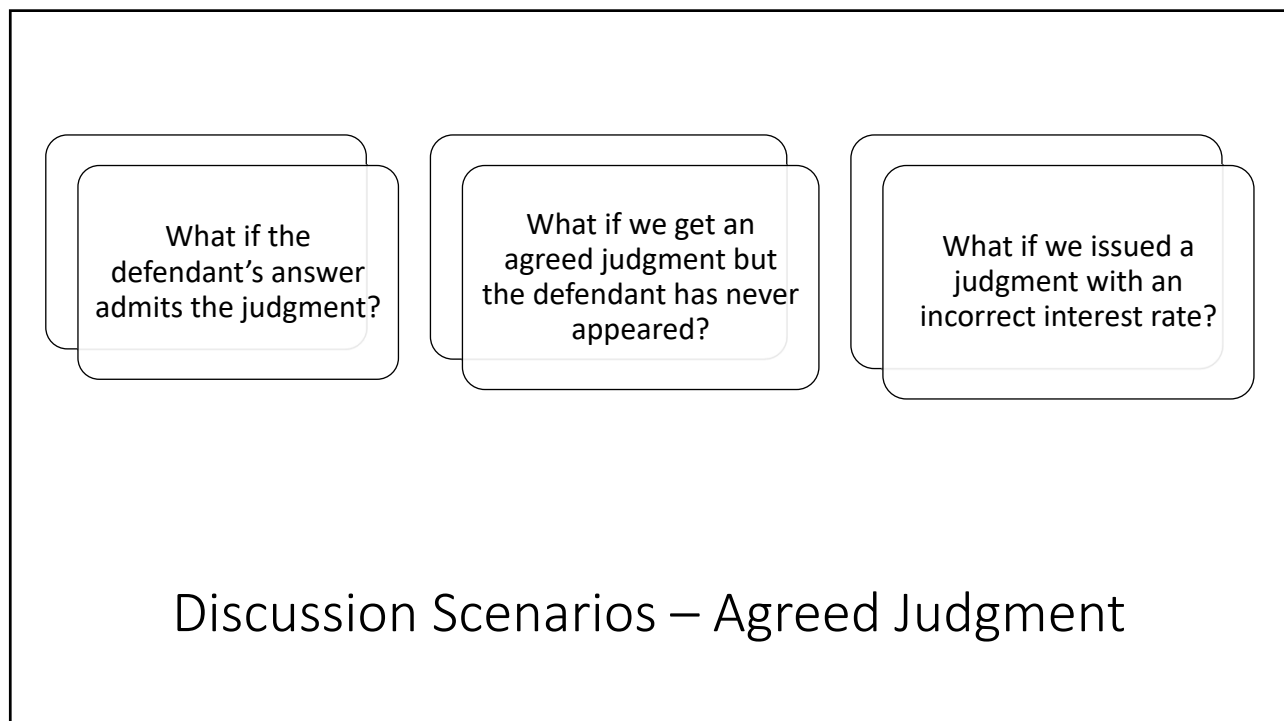 What if the
defendant’s answer
admits the judgment?
What if we get an
agreed judgment but
the defendant has never
appeared?
What if we issued a
judgment with an
incorrect interest rate?
Discussion Scenarios – Agreed Judgment